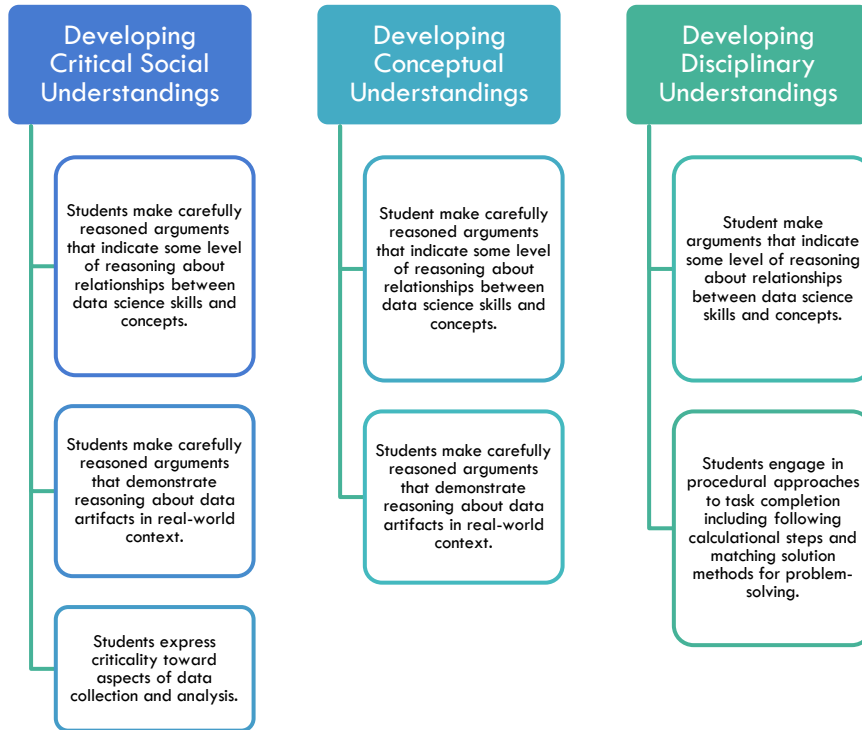 Developing
Critical Social
Understandings
Students make carefully
reasoned arguments
that indicate some level
of reasoning about
relationships between
data science skills and
concepts.
Students make carefully
reasoned arguments
that demonstrate
reasoning about data
artifacts in real-world
context.
Students express
criticality toward
aspects of data
collection and analysis.
Developing
Conceptual
Understandings
Student make carefully
reasoned arguments
that indicate some level
of reasoning about
relationships between
data science skills and
concepts.
Students make carefully
reasoned arguments
that demonstrate
reasoning about data
artifacts in real-world
context.
Developing
Disciplinary
Understandings
Student make
arguments that indicate
some level of reasoning
about relationships
between data science
skills and concepts.
Students engage in
procedural approaches
to task completion
including following
calculational steps and
matching solution
methods for problem-
solving.